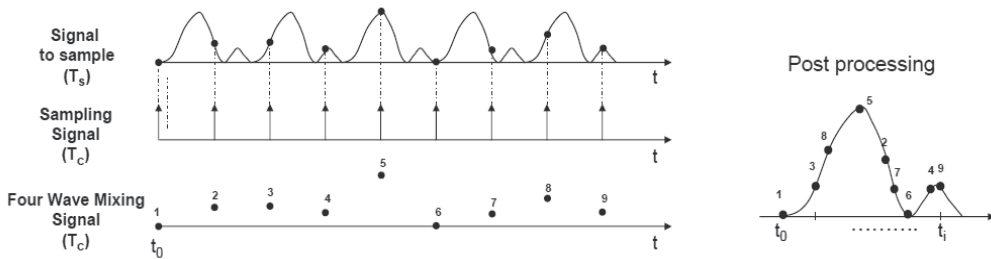 Signal
to sample
(Ts)
t
Sampling
Signal
(Tc)
t
Four Wave Mixing
Signal
(Tc)
1
2
3
4
5
6
7
8
9
t0
t
Post processing
1
3
8
5
2
7
6
4
9
t0
ti